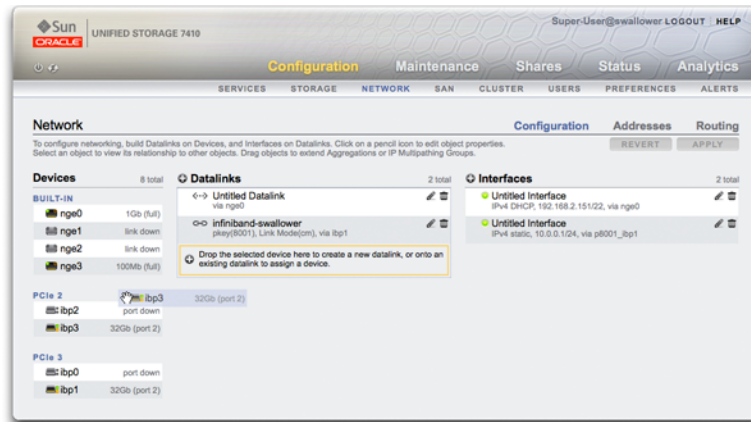 Sun
ORACLE
UNIFIED STORAGE 7410
Super-User@swallower LOGOUT HELP
Configuration Maintenance Shares Status Analytics
SERVICES STORAGE NETWORK SAN CLUSTER USERS PREFERENCES ALERTS
Network Configuration Addresses Routing
To configure networking, build Datalinks on Devices, and Interfaces on Datalinks. Click on a pencil icon to edit object properties.
Select an object to view its relationship to other objects. Drag objects to extend Aggregations or IP Multipathing Groups.
REVERT APPLY
Devices 8 total
BUILT-IN
nge0 1Gb (full)
nge1 link down
nge2 link down
nge3 100Mb (full)
PCIe 2
ibp3 32Gb (port 2)
ibp2 port down
ibp3 32Gb (port 2)
PCIe 3
ibp0 port down
ibp1 32Gb (port 2)
Datalinks 2 total
Untitled Datalink
via nge0
infiniband-swallower
pkey(8001), Link Mode(cm), via ibp1
Drop the selected device here to create a new datalink, or onto an
existing datalink to assign a device.
Interfaces 2 total
Untitled Interface
IPv4 DHCP, 192.168.2.151/22, via nge0
Untitled Interface
IPv4 static, 10.0.0.1/24, via p8001_ibp1